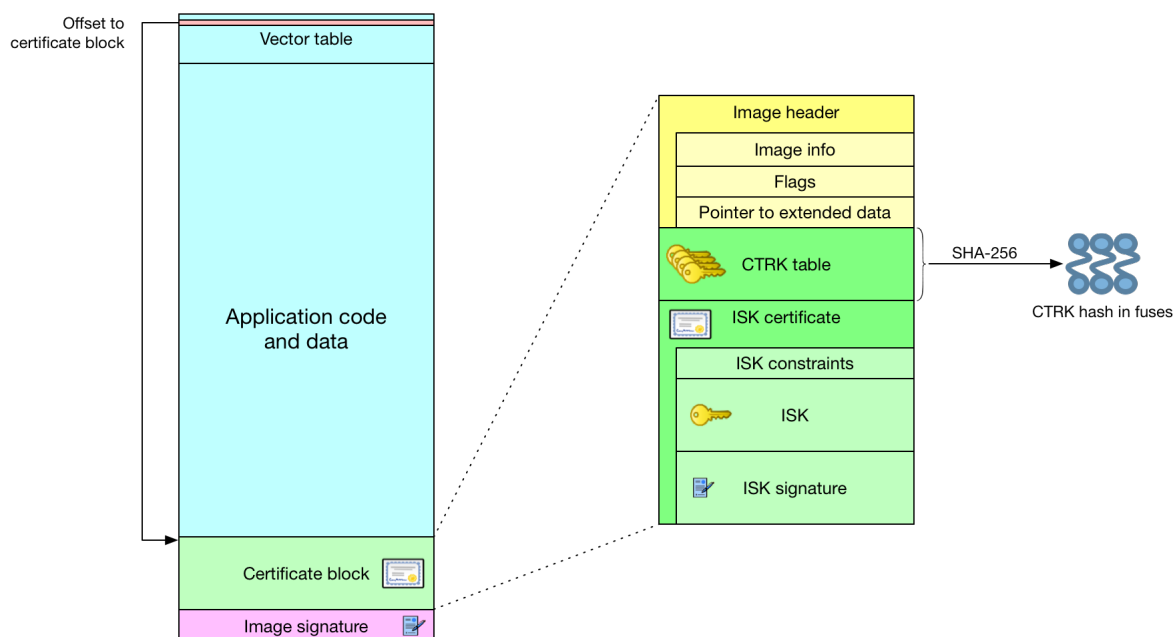 Offset to
certificate block
Vector table
Application code
and data
Certificate block
Image signature
Image header
Image info
Flags
Pointer to extended data
CTRK table
ISK certificate
ISK constraints
ISK
ISK signature
SHA-256
CTRK hash in fuses